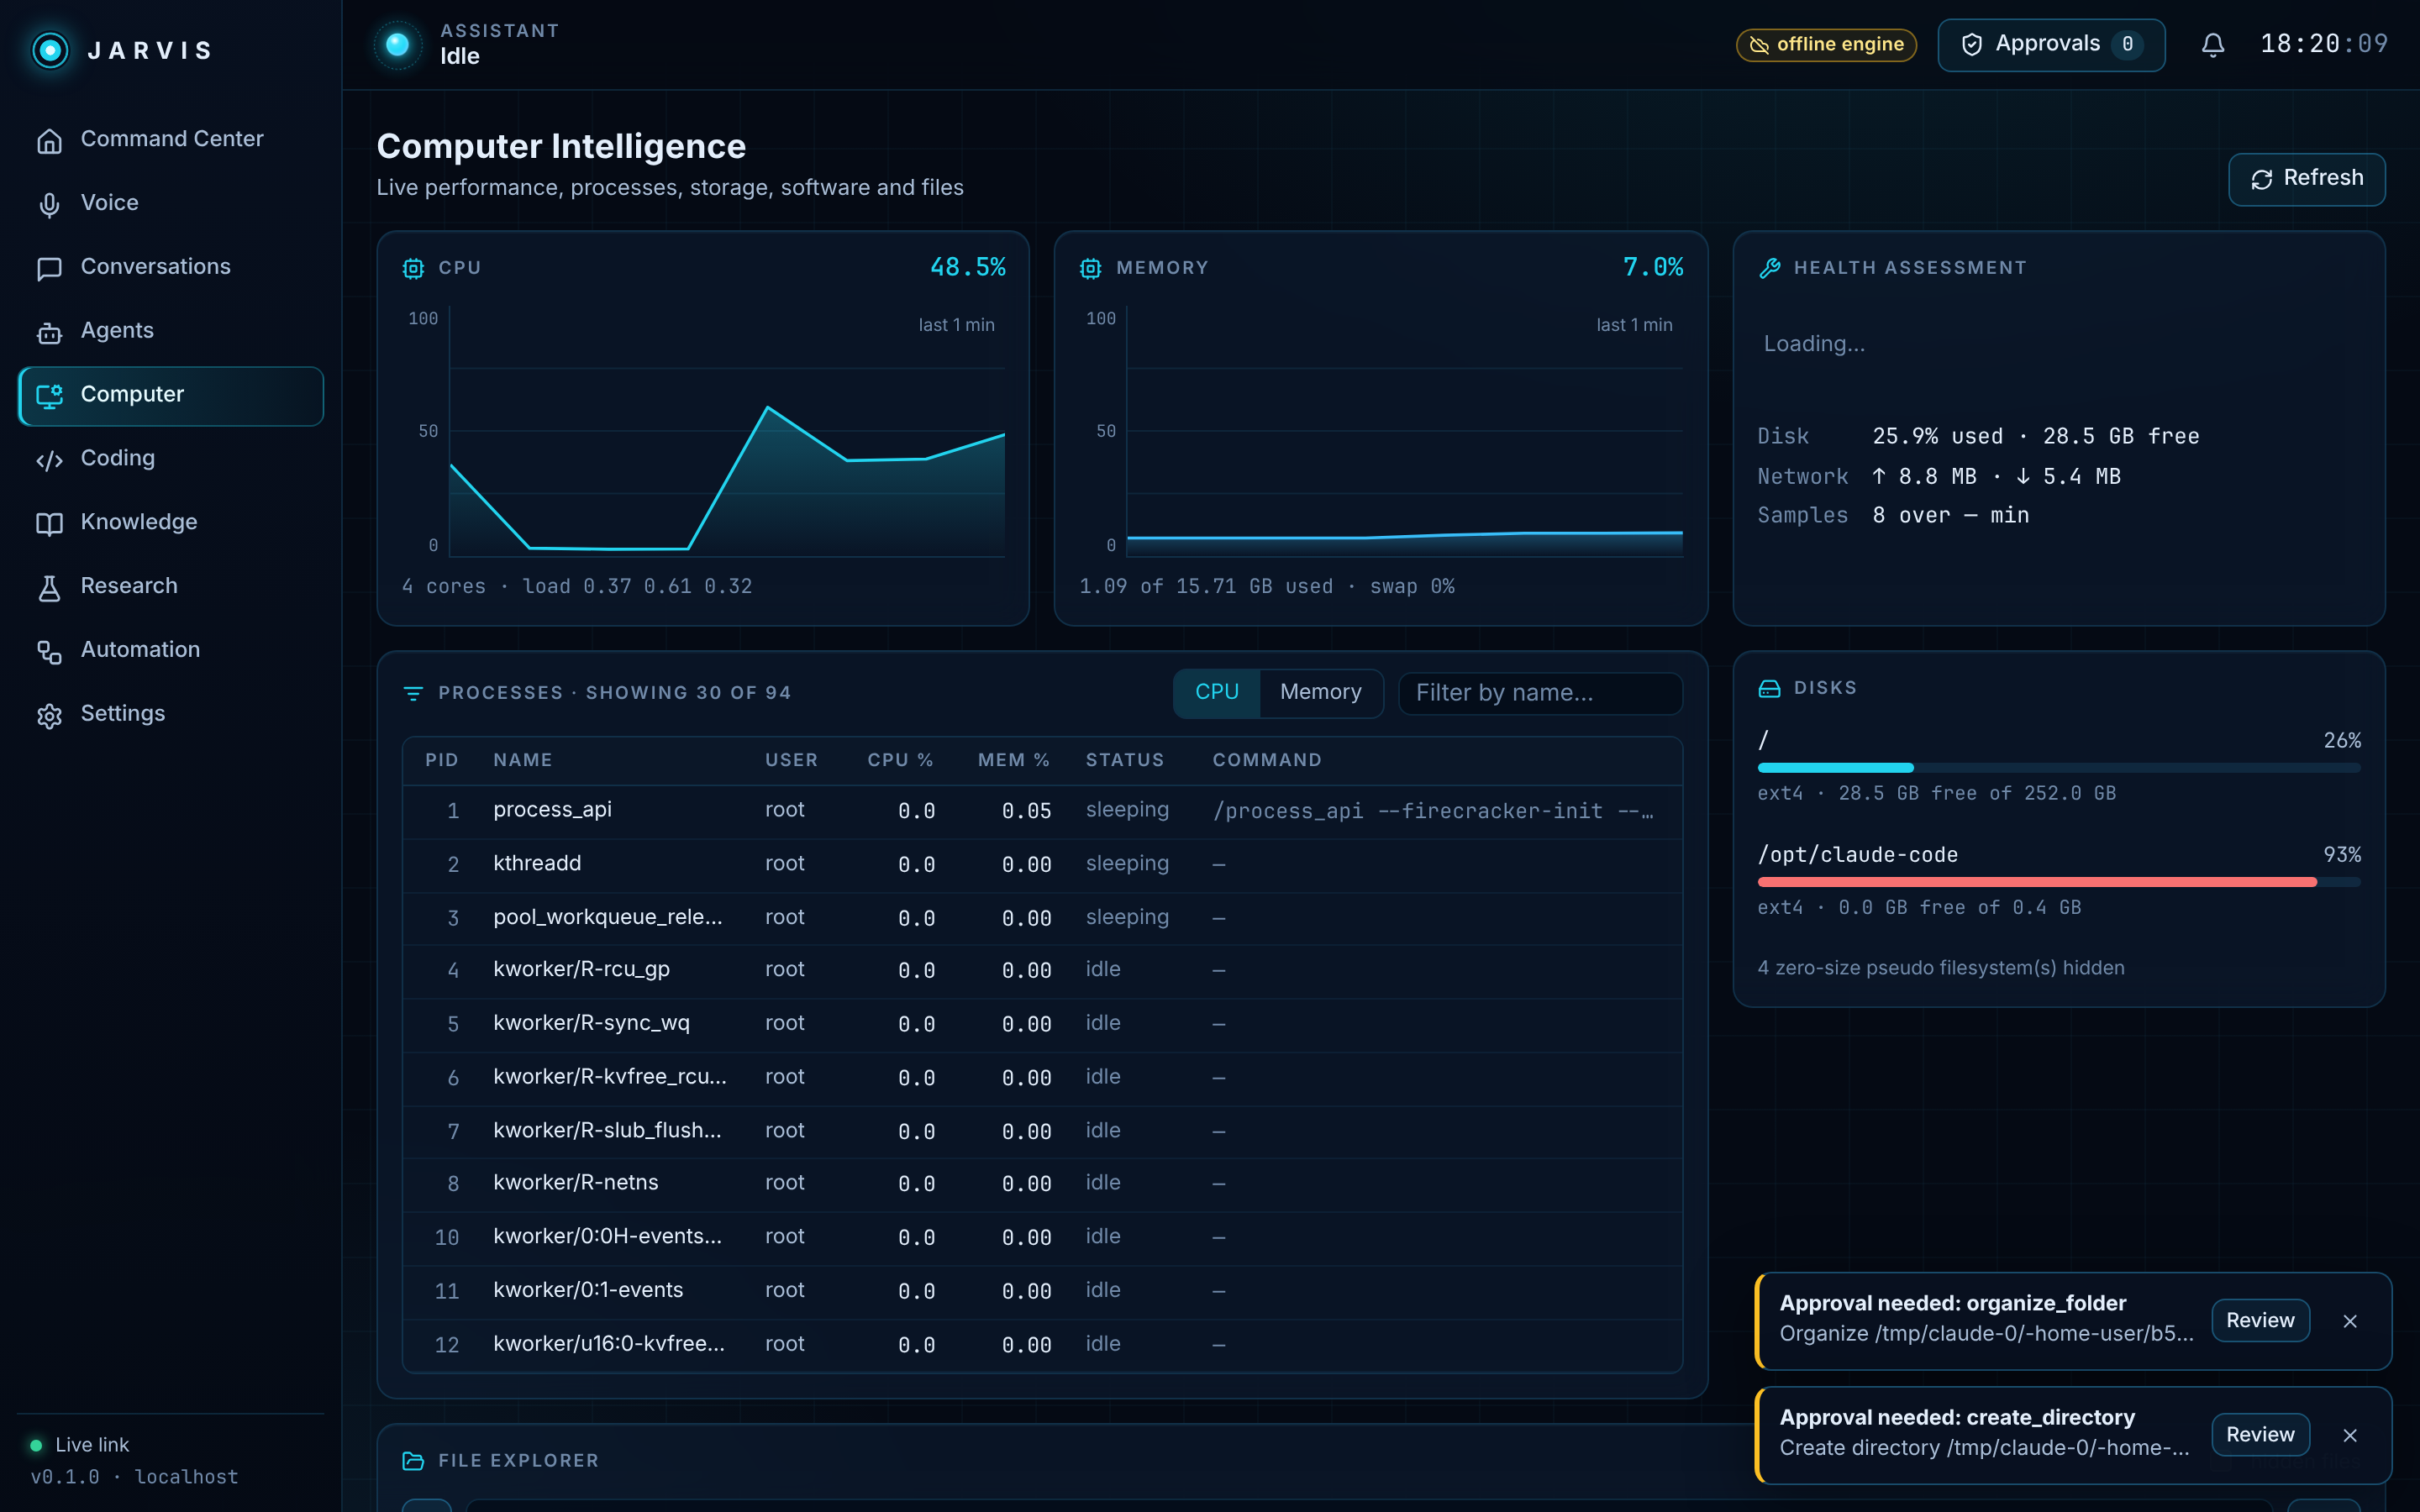 JARVIS
Command Center
Voice
Conversations
Agents
Computer
Coding
Knowledge
Research
Automation
Settings
Live link
v0.1.0 · localhost
ASSISTANT
Idle
offline engine
Approvals 0
18:20:09
Computer Intelligence
Live performance, processes, storage, software and files
Refresh
CPU 48.5%
last 1 min
100
50
0
4 cores · load 0.37 0.61 0.32
MEMORY 7.0%
last 1 min
100
50
0
1.09 of 15.71 GB used · swap 0%
HEALTH ASSESSMENT
Loading...
Disk 25.9% used · 28.5 GB free
Network ↑ 8.8 MB · ↓ 5.4 MB
Samples 8 over — min
PROCESSES · SHOWING 30 OF 94
CPU Memory Filter by name...
PID NAME USER CPU % MEM % STATUS COMMAND
1 process_api root 0.0 0.05 sleeping /process_api --firecracker-init --…
2 kthreadd root 0.0 0.00 sleeping —
3 pool_workqueue_rele... root 0.0 0.00 sleeping —
4 kworker/R-rcu_gp root 0.0 0.00 idle —
5 kworker/R-sync_wq root 0.0 0.00 idle —
6 kworker/R-kvfree_rcu... root 0.0 0.00 idle —
7 kworker/R-slub_flush... root 0.0 0.00 idle —
8 kworker/R-netns root 0.0 0.00 idle —
10 kworker/0:0H-events... root 0.0 0.00 idle —
11 kworker/0:1-events root 0.0 0.00 idle —
12 kworker/u16:0-kvfree... root 0.0 0.00 idle —
DISKS
/ 26%
ext4 · 28.5 GB free of 252.0 GB
/opt/claude-code 93%
ext4 · 0.0 GB free of 0.4 GB
4 zero-size pseudo filesystem(s) hidden
FILE EXPLORER
Approval needed: organize_folder
Organize /tmp/claude-0/-home-user/b5...
Review
Approval needed: create_directory
Create directory /tmp/claude-0/-home-...
Review